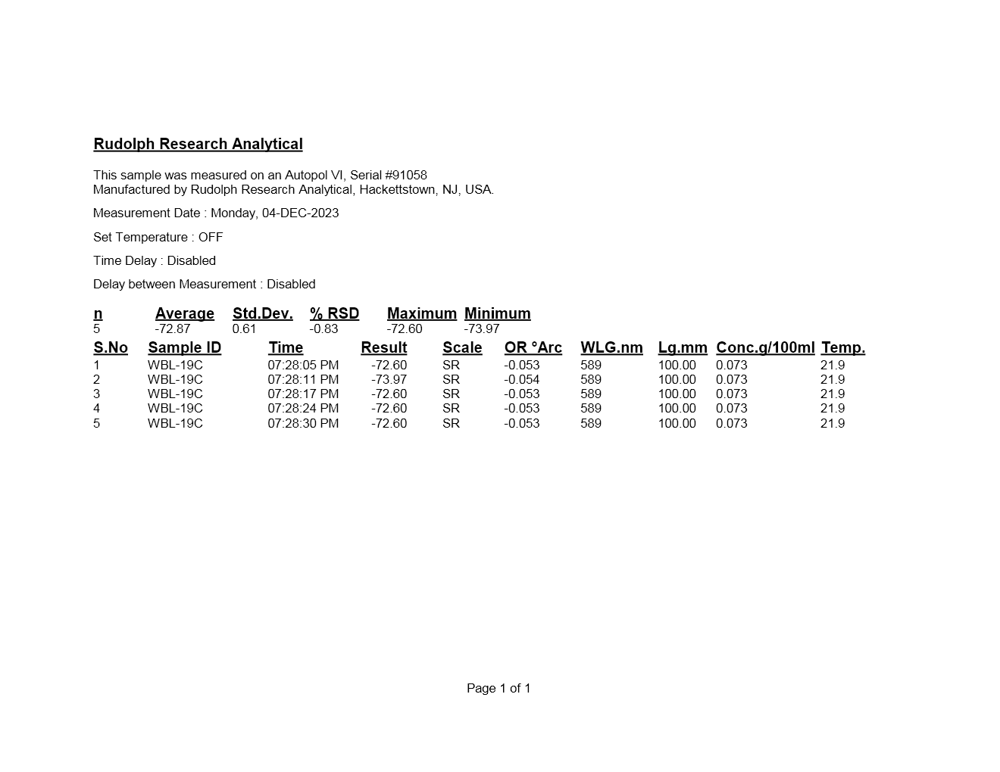 Rudolph Research Analytical
This sample was measured on an Autopol VI, Serial #91058
Manufactured by Rudolph Research Analytical, Hackettstown, NJ, USA.
Measurement Date : Monday, 04-DEC-2023
Set Temperature : OFF
Time Delay : Disabled
Delay between Measurement : Disabled
n Average Std.Dev. % RSD Maximum Minimum
5 -72.87 0.61 -0.83 -72.60 -73.97
S.No Sample ID Time Result Scale OR °Arc WLG.nm Lg.mm Conc.g/100ml Temp.
1 WBL-19C 07:28:05 PM -72.60 SR -0.053 589 100.00 0.073 21.9
2 WBL-19C 07:28:11 PM -73.97 SR -0.054 589 100.00 0.073 21.9
3 WBL-19C 07:28:17 PM -72.60 SR -0.053 589 100.00 0.073 21.9
4 WBL-19C 07:28:24 PM -72.60 SR -0.053 589 100.00 0.073 21.9
5 WBL-19C 07:28:30 PM -72.60 SR -0.053 589 100.00 0.073 21.9
Page 1 of 1